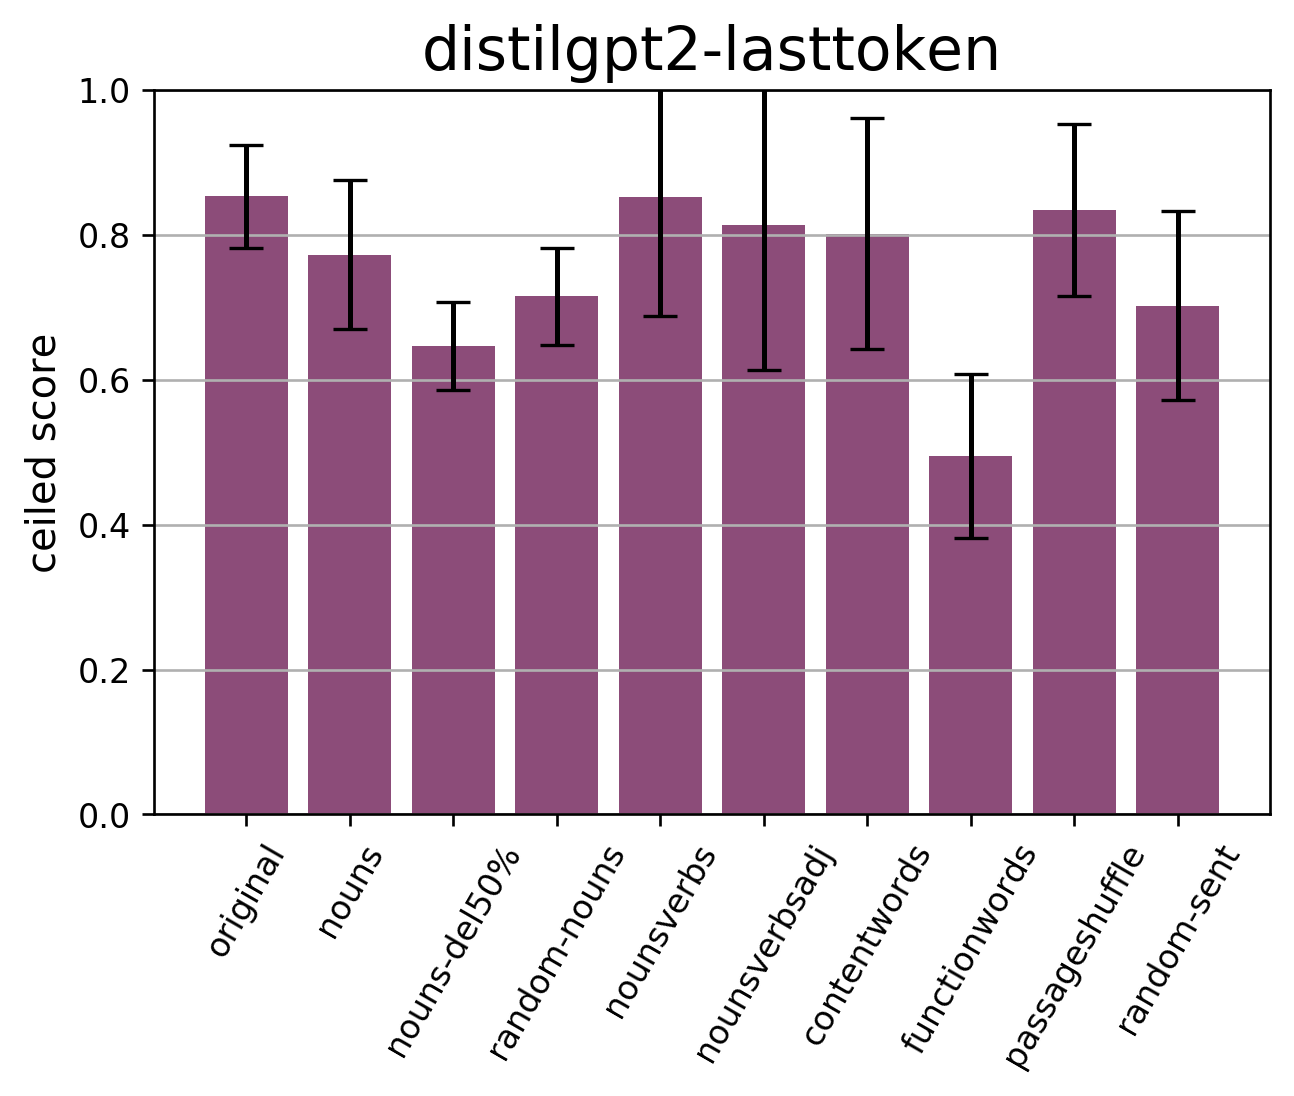 distilgpt2-lasttoken
ceiled score
1.0
0.8
0.6
0.4
0.2
0.0
original
nouns
nouns-del50%
random-nouns
nounsverbs
nounsverbsadj
contentwords
functionwords
passageshuffle
random-sent